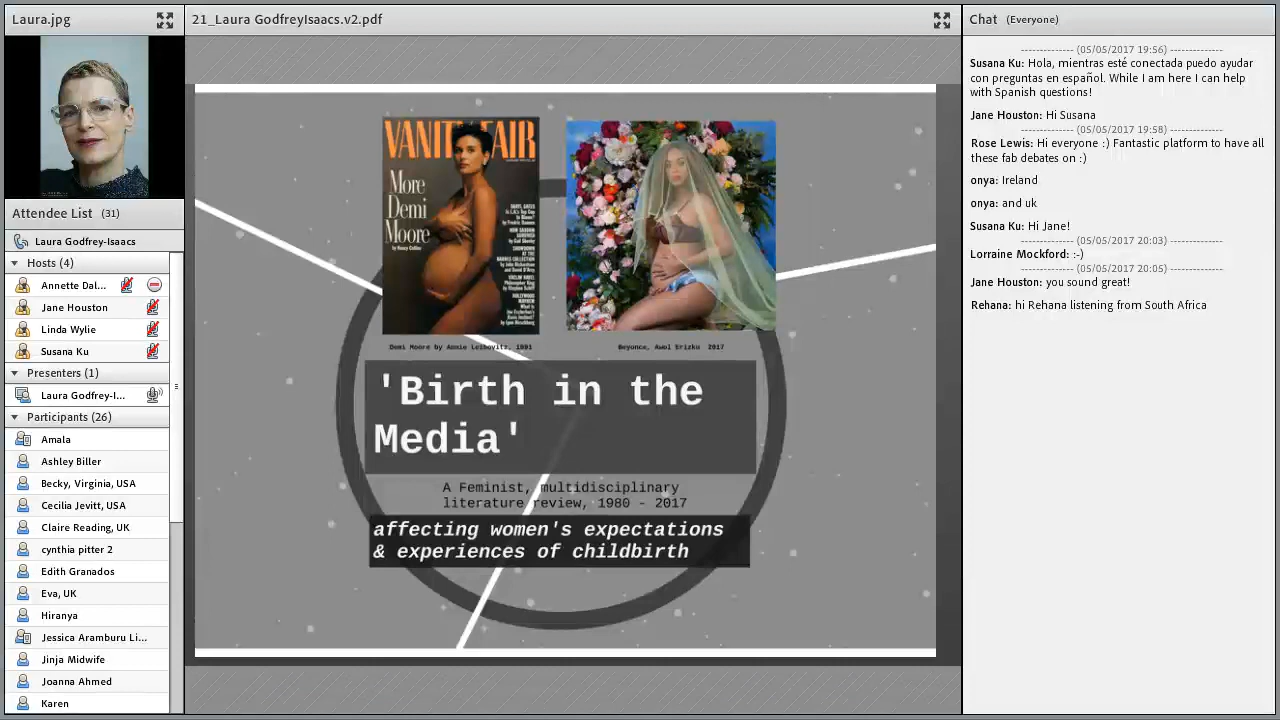 Laura.jpg
Attendee List (31)
Laura Godfrey-Isaacs
Hosts (4)
Annette Dal...
Jane Houston
Linda Wylie
Susana Ku
Presenters (1)
Laura Godfrey-I...
Participants (26)
Amala
Ashley Biller
Becky, Virginia, USA
Cecilia Jevitt, USA
Claire Reading, UK
cynthia pitter 2
Edith Granados
Eva, UK
Hiranya
Jessica Aramburu Li...
Jinja Midwife
Joanna Ahmed
Karen
21_Laura GodfreyIsaacs.v2.pdf
VANITY FAIR
More
Demi
Moore
by Nancy Collins
Demi Moore by Annie Leibovitz, 1991
Beyonce, Awol Erizku 2017
'Birth in the
Media'
A Feminist, multidisciplinary
literature review, 1980 - 2017
affecting women's expectations
& experiences of childbirth
Chat (Everyone)
-------------- (05/05/2017 19:56) --------------
Susana Ku: Hola, mientras esté conectada puedo ayudar
con preguntas en español. While I am here I can help
with Spanish questions!
Jane Houston: Hi Susana
-------------- (05/05/2017 19:58) --------------
Rose Lewis: Hi everyone :) Fantastic platform to have all
these fab debates on :)
onya: Ireland
onya: and uk
Susana Ku: Hi Jane!
-------------- (05/05/2017 20:03) --------------
Lorraine Mockford: :-)
-------------- (05/05/2017 20:05) --------------
Jane Houston: you sound great!
Rehana: hi Rehana listening from South Africa